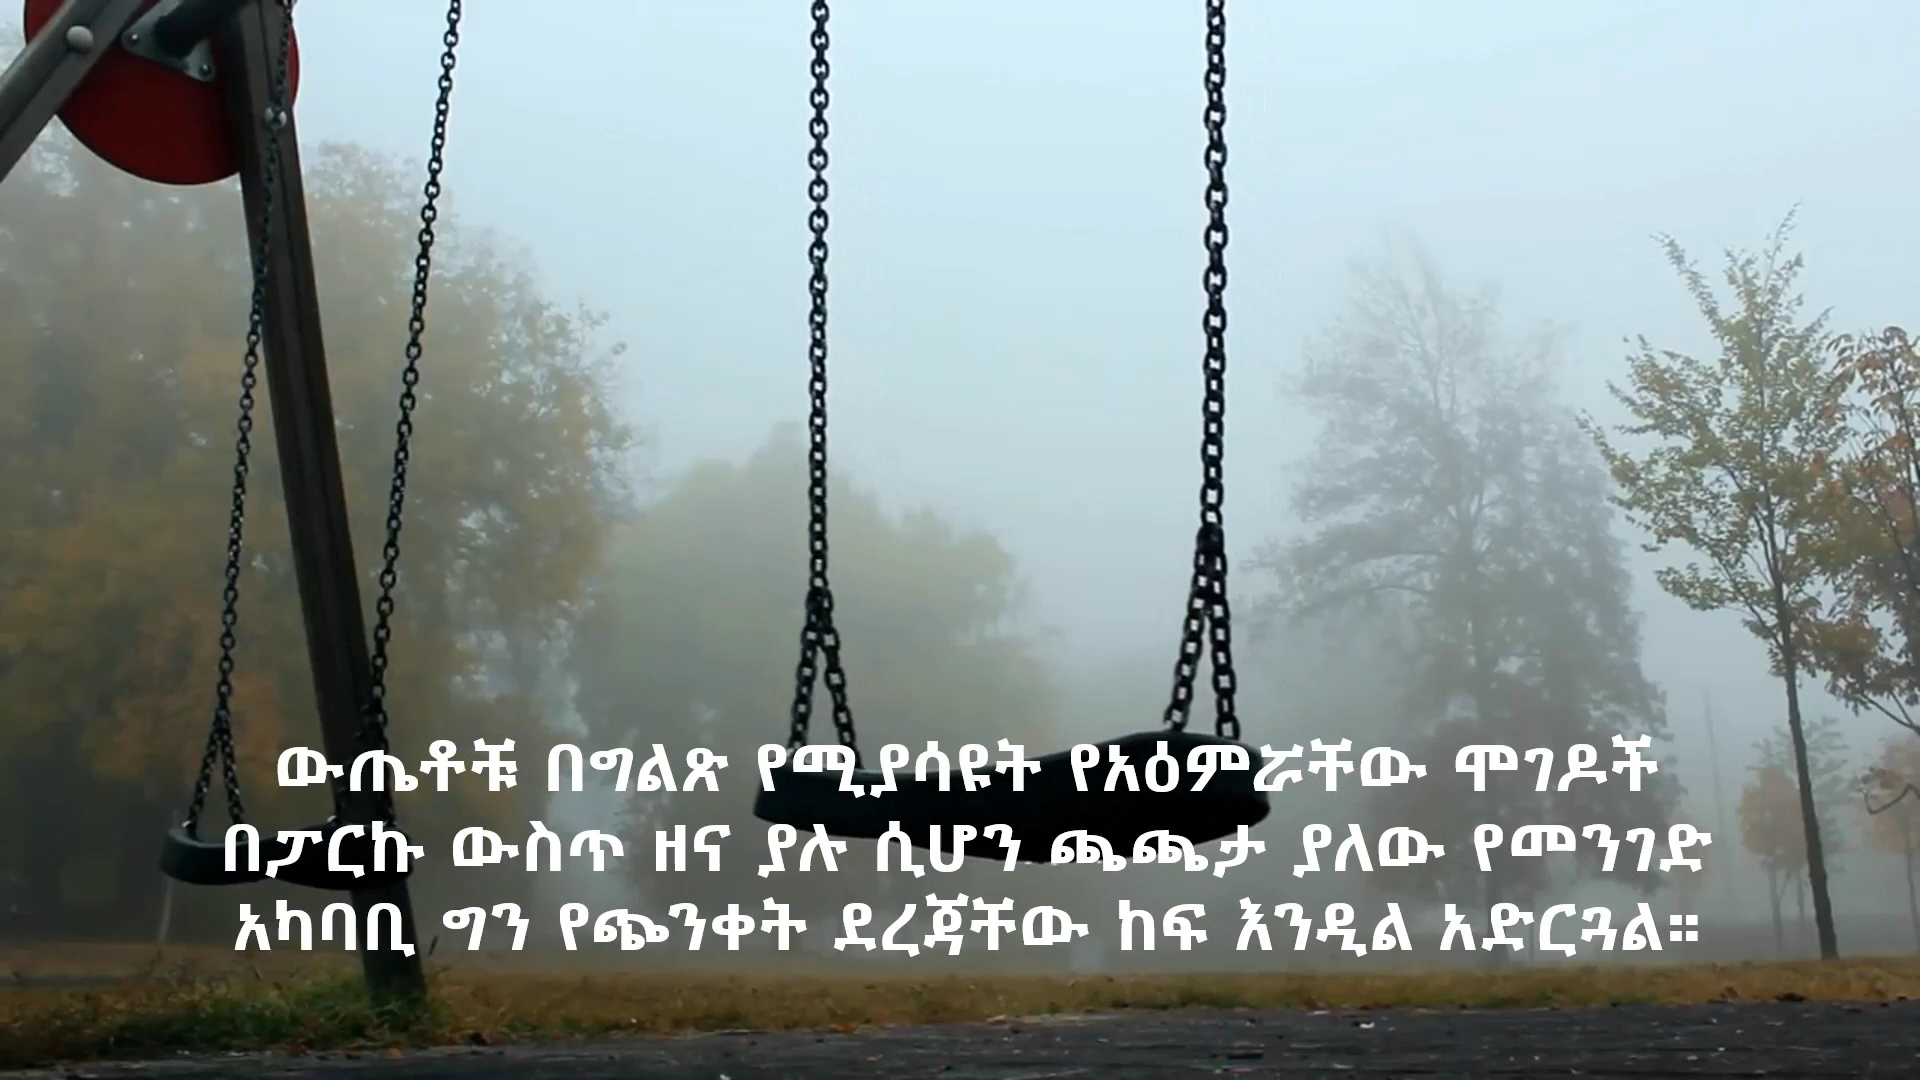 ውጤቶቹ በግልጽ የሚያሳዩት የአዕምሯቸው ሞገዶች
በፓርኩ ውስጥ ዘና ያሉ ሲሆን ጫጫታ ያለው የመንገድ
አካባቢ ግን የጭንቀት ደረጃቸው ከፍ እንዲል አድርጓል።